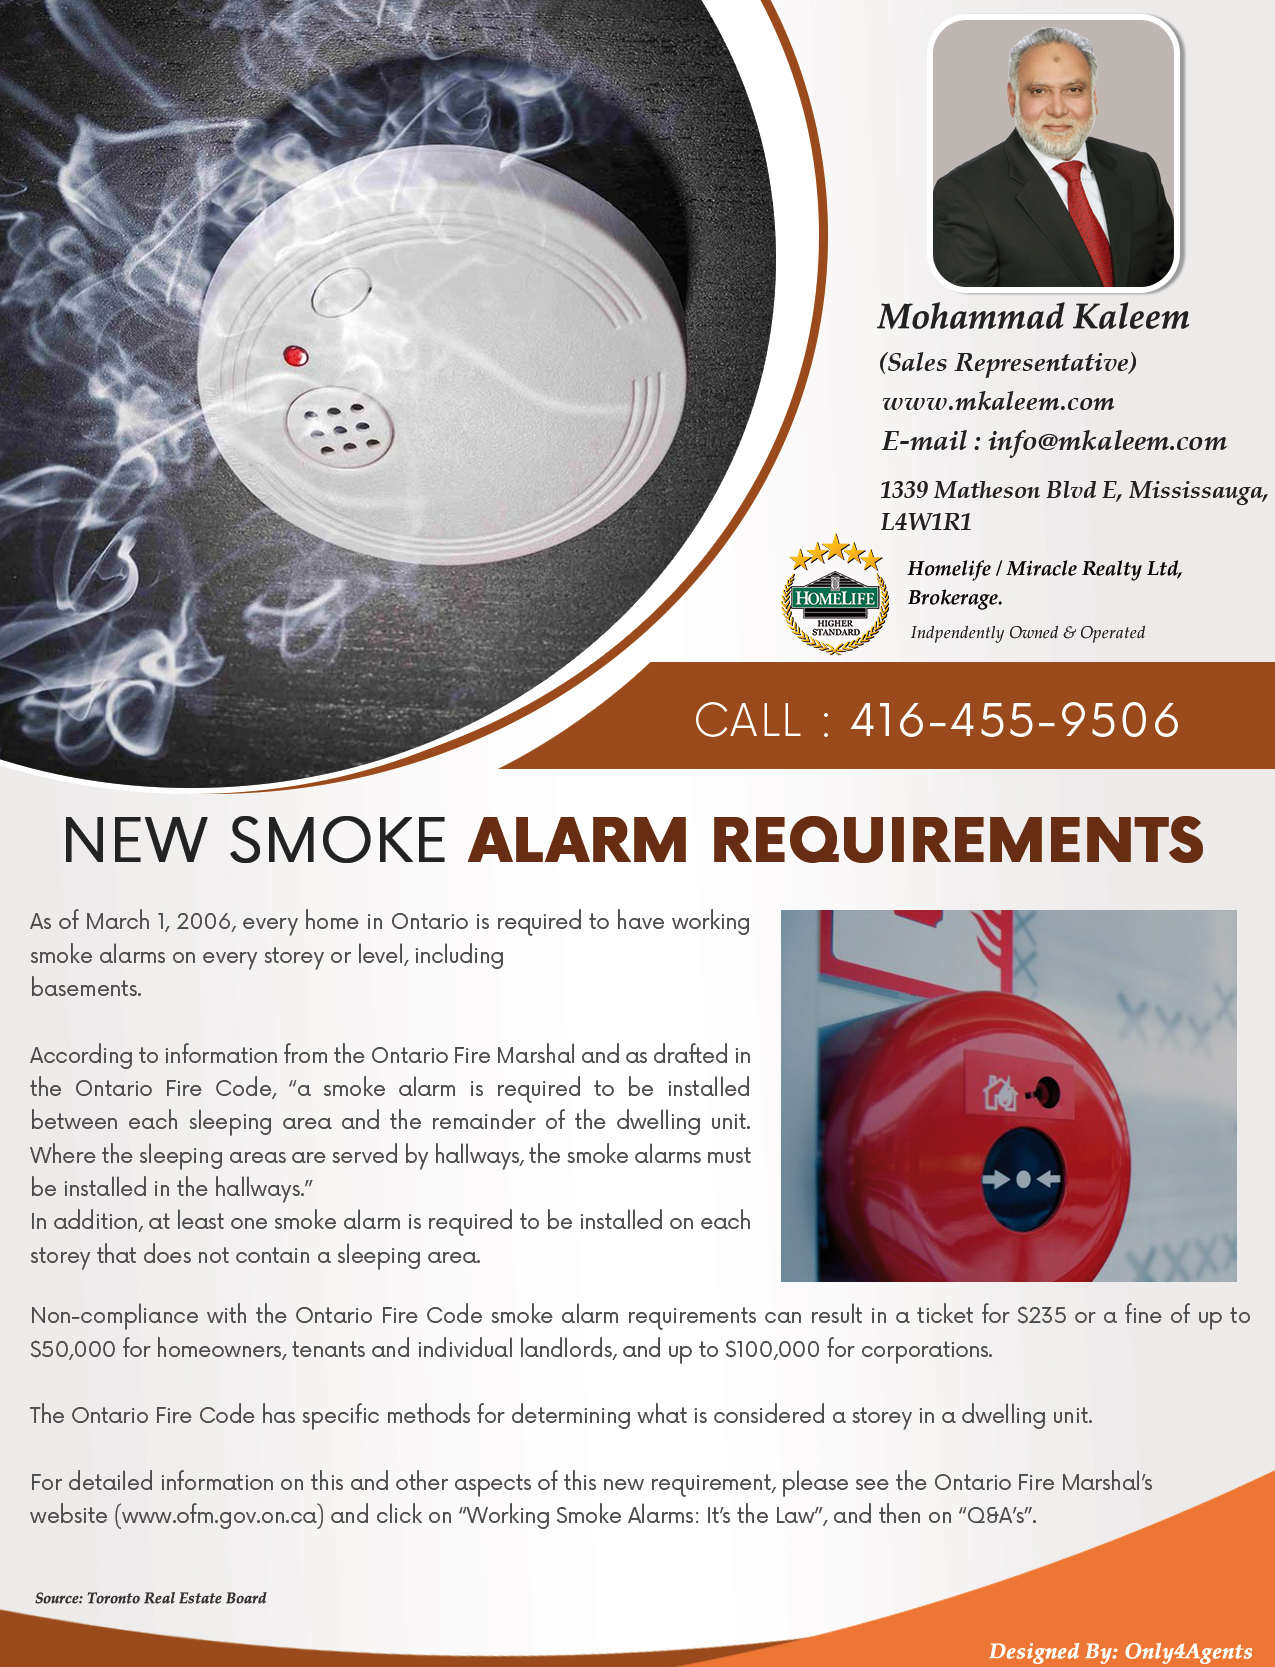 Mohammad Kaleem
(Sales Representative)
www.mkaleem.com
E-mail : info@mkaleem.com
1339 Matheson Blvd E, Mississauga,
L4W1R1
HOMELIFE
HIGHER
STANDARD
Homelife / Miracle Realty Ltd,
Brokerage.
Indpendently Owned & Operated
CALL : 416-455-9506
NEW SMOKE ALARM REQUIREMENTS
As of March 1, 2006, every home in Ontario is required to have working
smoke alarms on every storey or level, including
basements.
According to information from the Ontario Fire Marshal and as drafted in
the Ontario Fire Code, “a smoke alarm is required to be installed
between each sleeping area and the remainder of the dwelling unit.
Where the sleeping areas are served by hallways, the smoke alarms must
be installed in the hallways.”
In addition, at least one smoke alarm is required to be installed on each
storey that does not contain a sleeping area.
Non-compliance with the Ontario Fire Code smoke alarm requirements can result in a ticket for $235 or a fine of up to
$50,000 for homeowners, tenants and individual landlords, and up to $100,000 for corporations.
The Ontario Fire Code has specific methods for determining what is considered a storey in a dwelling unit.
For detailed information on this and other aspects of this new requirement, please see the Ontario Fire Marshal’s
website (www.ofm.gov.on.ca) and click on “Working Smoke Alarms: It’s the Law”, and then on “Q&A’s”.
Source: Toronto Real Estate Board
Designed By: Only4Agents